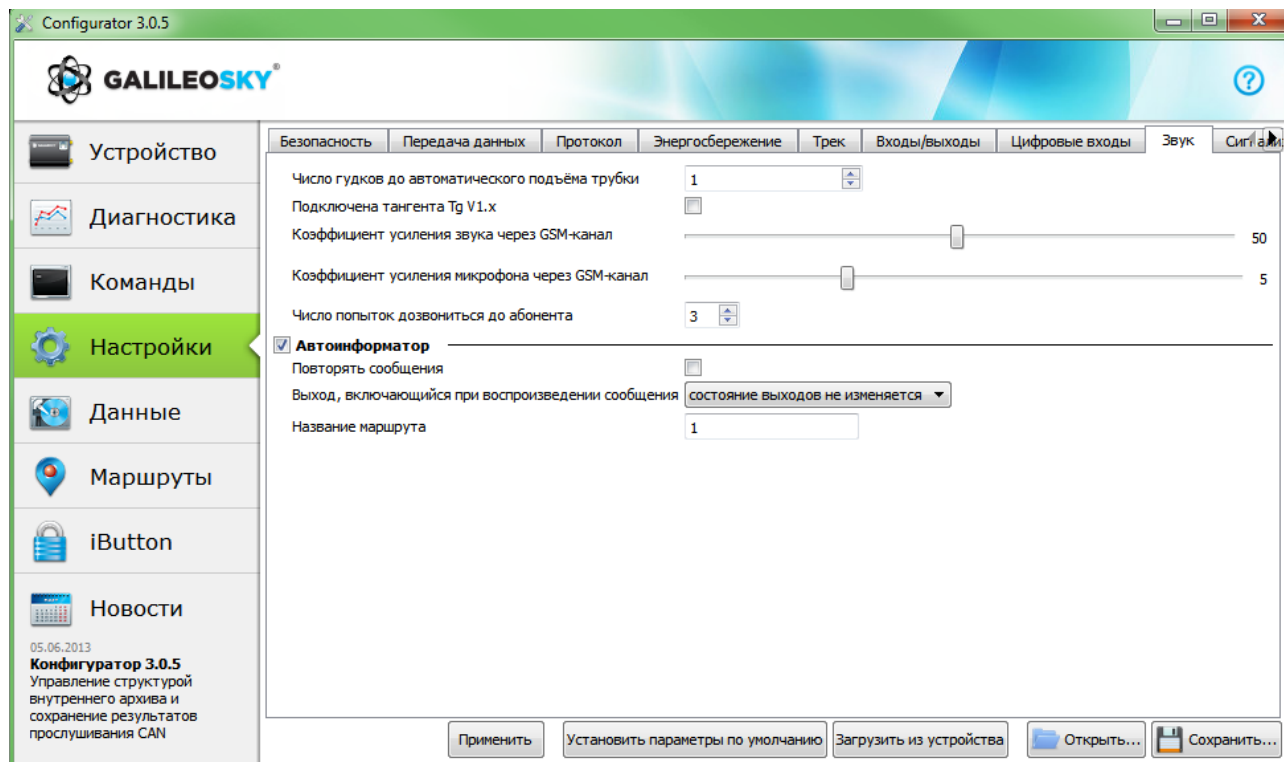 Configurator 3.0.5
GALILEOSKY®
?
Устройство
Диагностика
Команды
Настройки
Данные
Маршруты
iButton
Новости
05.06.2013
Конфигуратор 3.0.5
Управление структурой
внутреннего архива и
сохранение результатов
прослушивания CAN
Безопасность Передача данных Протокол Энергосбережение Трек Входы/выходы Цифровые входы Звук
Число гудков до автоматического подъёма трубки 1
Подключена тангента Tg V1.x
Коэффициент усиления звука через GSM-канал 50
Коэффициент усиления микрофона через GSM-канал 5
Число попыток дозвониться до абонента 3
Автоинформатор
Повторять сообщения
Выход, включающийся при воспроизведении сообщения состояние выходов не изменяется
Название маршрута 1
Применить Установить параметры по умолчанию Загрузить из устройства Открыть... Сохранить...